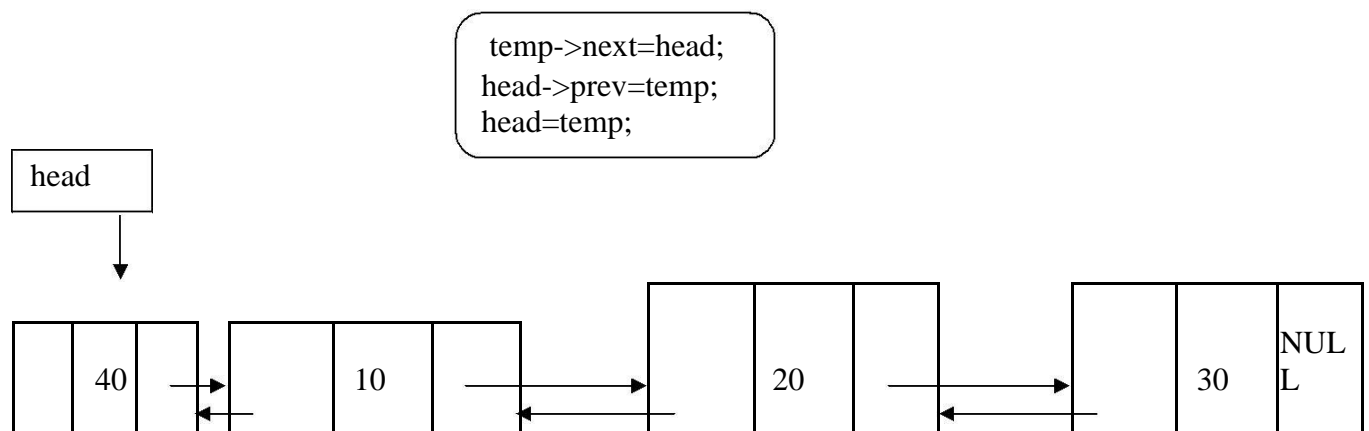 temp->next=head;
head->prev=temp;
head=temp;
head
40
10
20
30
NUL
L